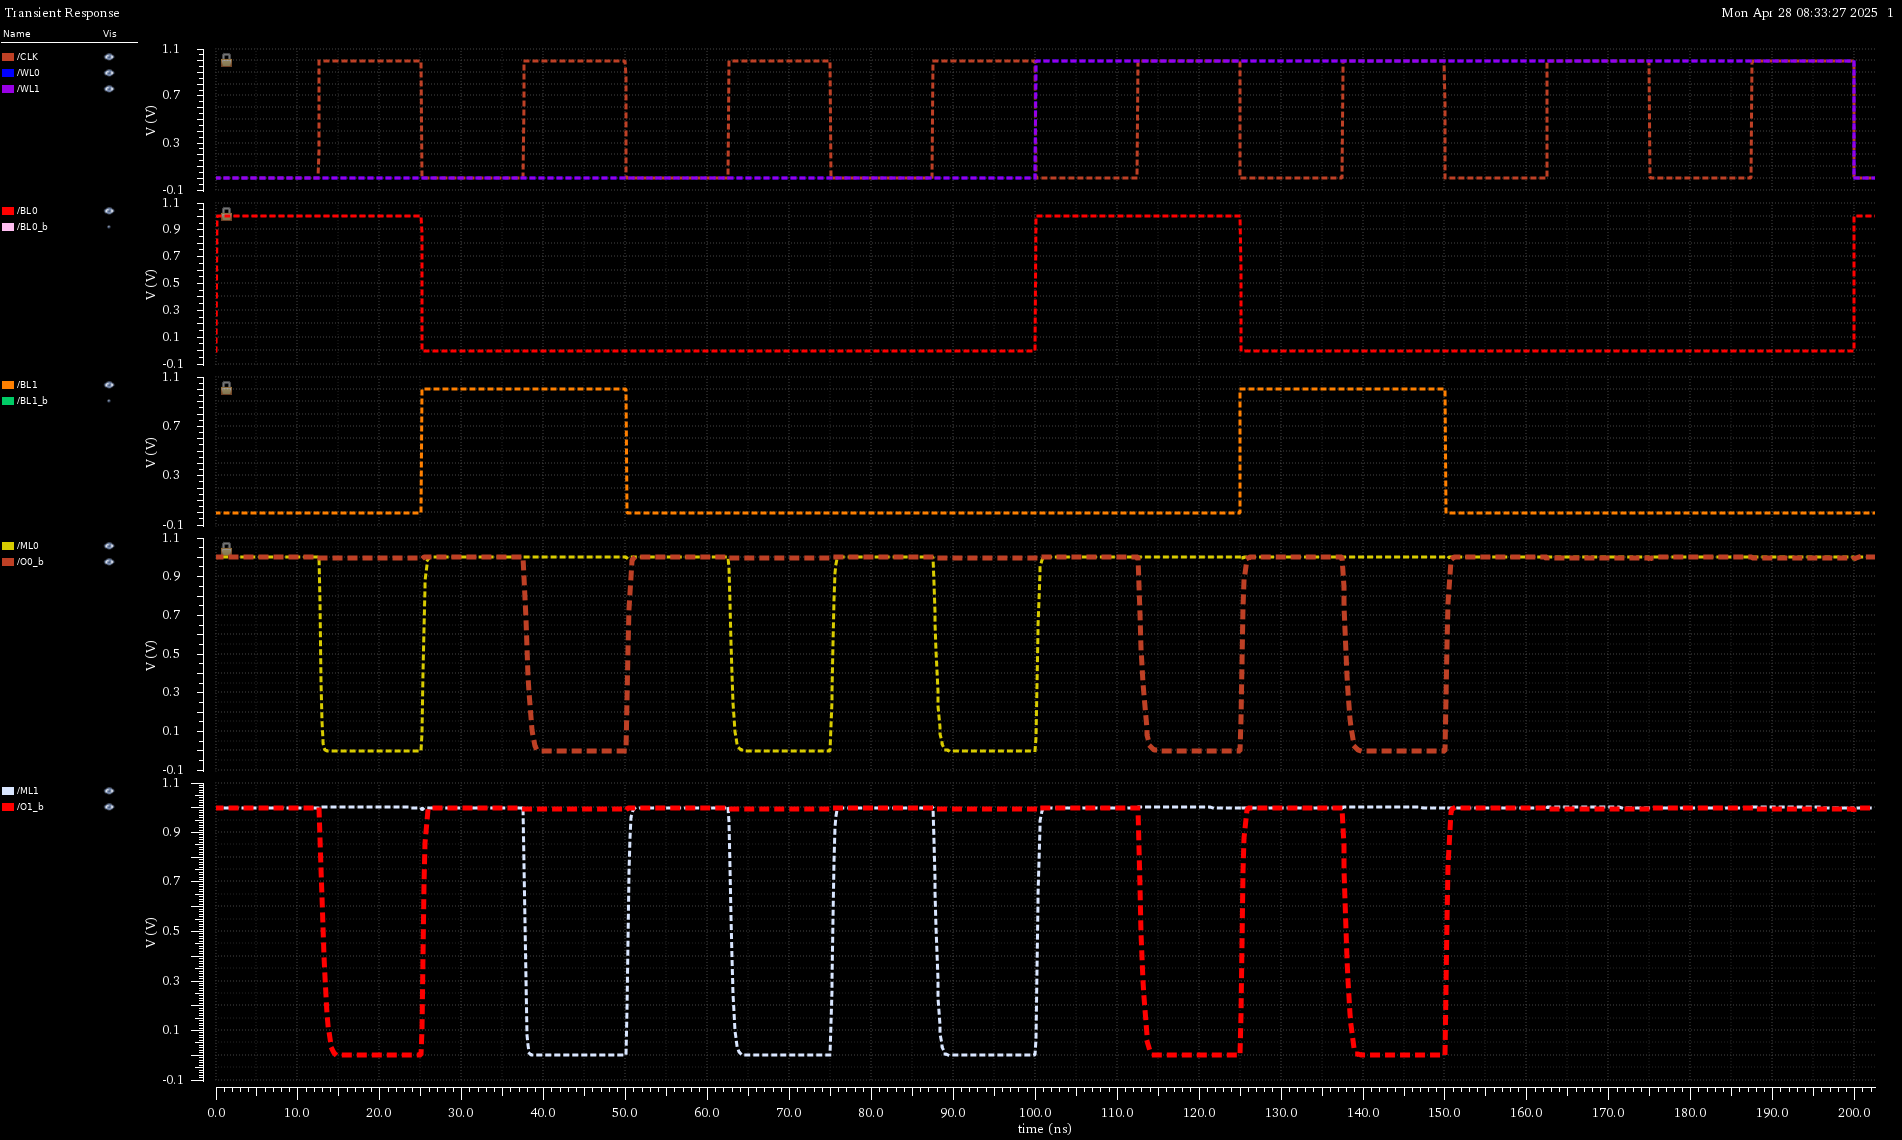 Transient Response
Mon Apr 28 08:33:27 2025 1
Name Vis
/CLK
/WL0
/WL1
1.1
0.7
0.3
-0.1
V (V)
/BL0
/BL0_b
1.1
0.9
0.7
0.5
0.3
0.1
-0.1
V (V)
/BL1
/BL1_b
1.1
0.7
0.3
-0.1
V (V)
/ML0
/O0_b
1.1
0.9
0.7
0.5
0.3
0.1
-0.1
V (V)
/ML1
/O1_b
1.1
0.9
0.7
0.5
0.3
0.1
-0.1
V (V)
0.0 10.0 20.0 30.0 40.0 50.0 60.0 70.0 80.0 90.0 100.0 110.0 120.0 130.0 140.0 150.0 160.0 170.0 180.0 190.0 200.0
time (ns)